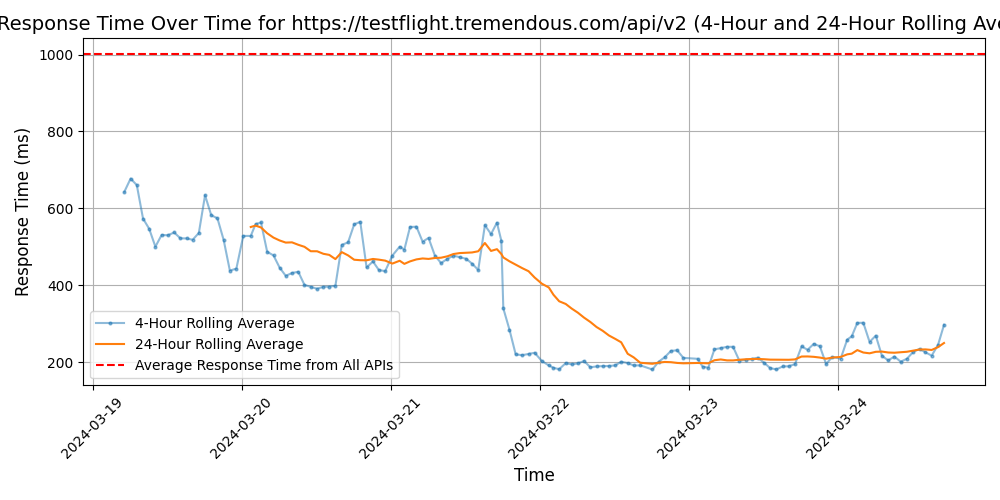 Response Time Over Time for https://testflight.tremendous.com/api/v2 (4-Hour and 24-Hour Rolling Ave
Response Time (ms)
1000
800
600
400
200
4-Hour Rolling Average
24-Hour Rolling Average
Average Response Time from All APIs
2024-03-19
2024-03-20
2024-03-21
2024-03-22
2024-03-23
2024-03-24
Time